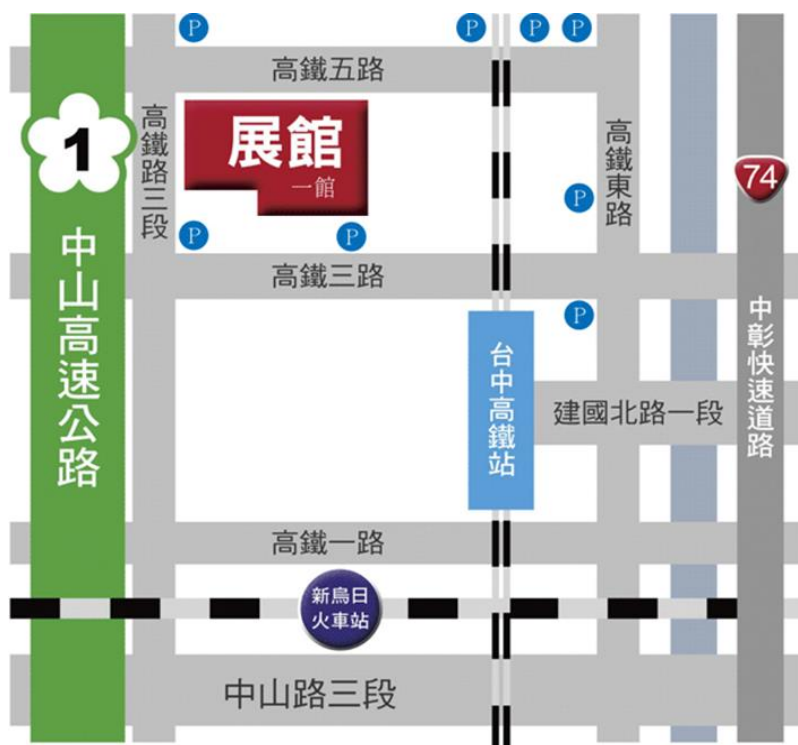 P
P
P
P
高鐵五路
1
展館
一館
高鐵路三段
高鐵東路
74
P
P
P
中山高速公路
高鐵三路
P
中彰快速道路
台中高鐵站
建國北路一段
高鐵一路
新烏日
火車站
中山路三段